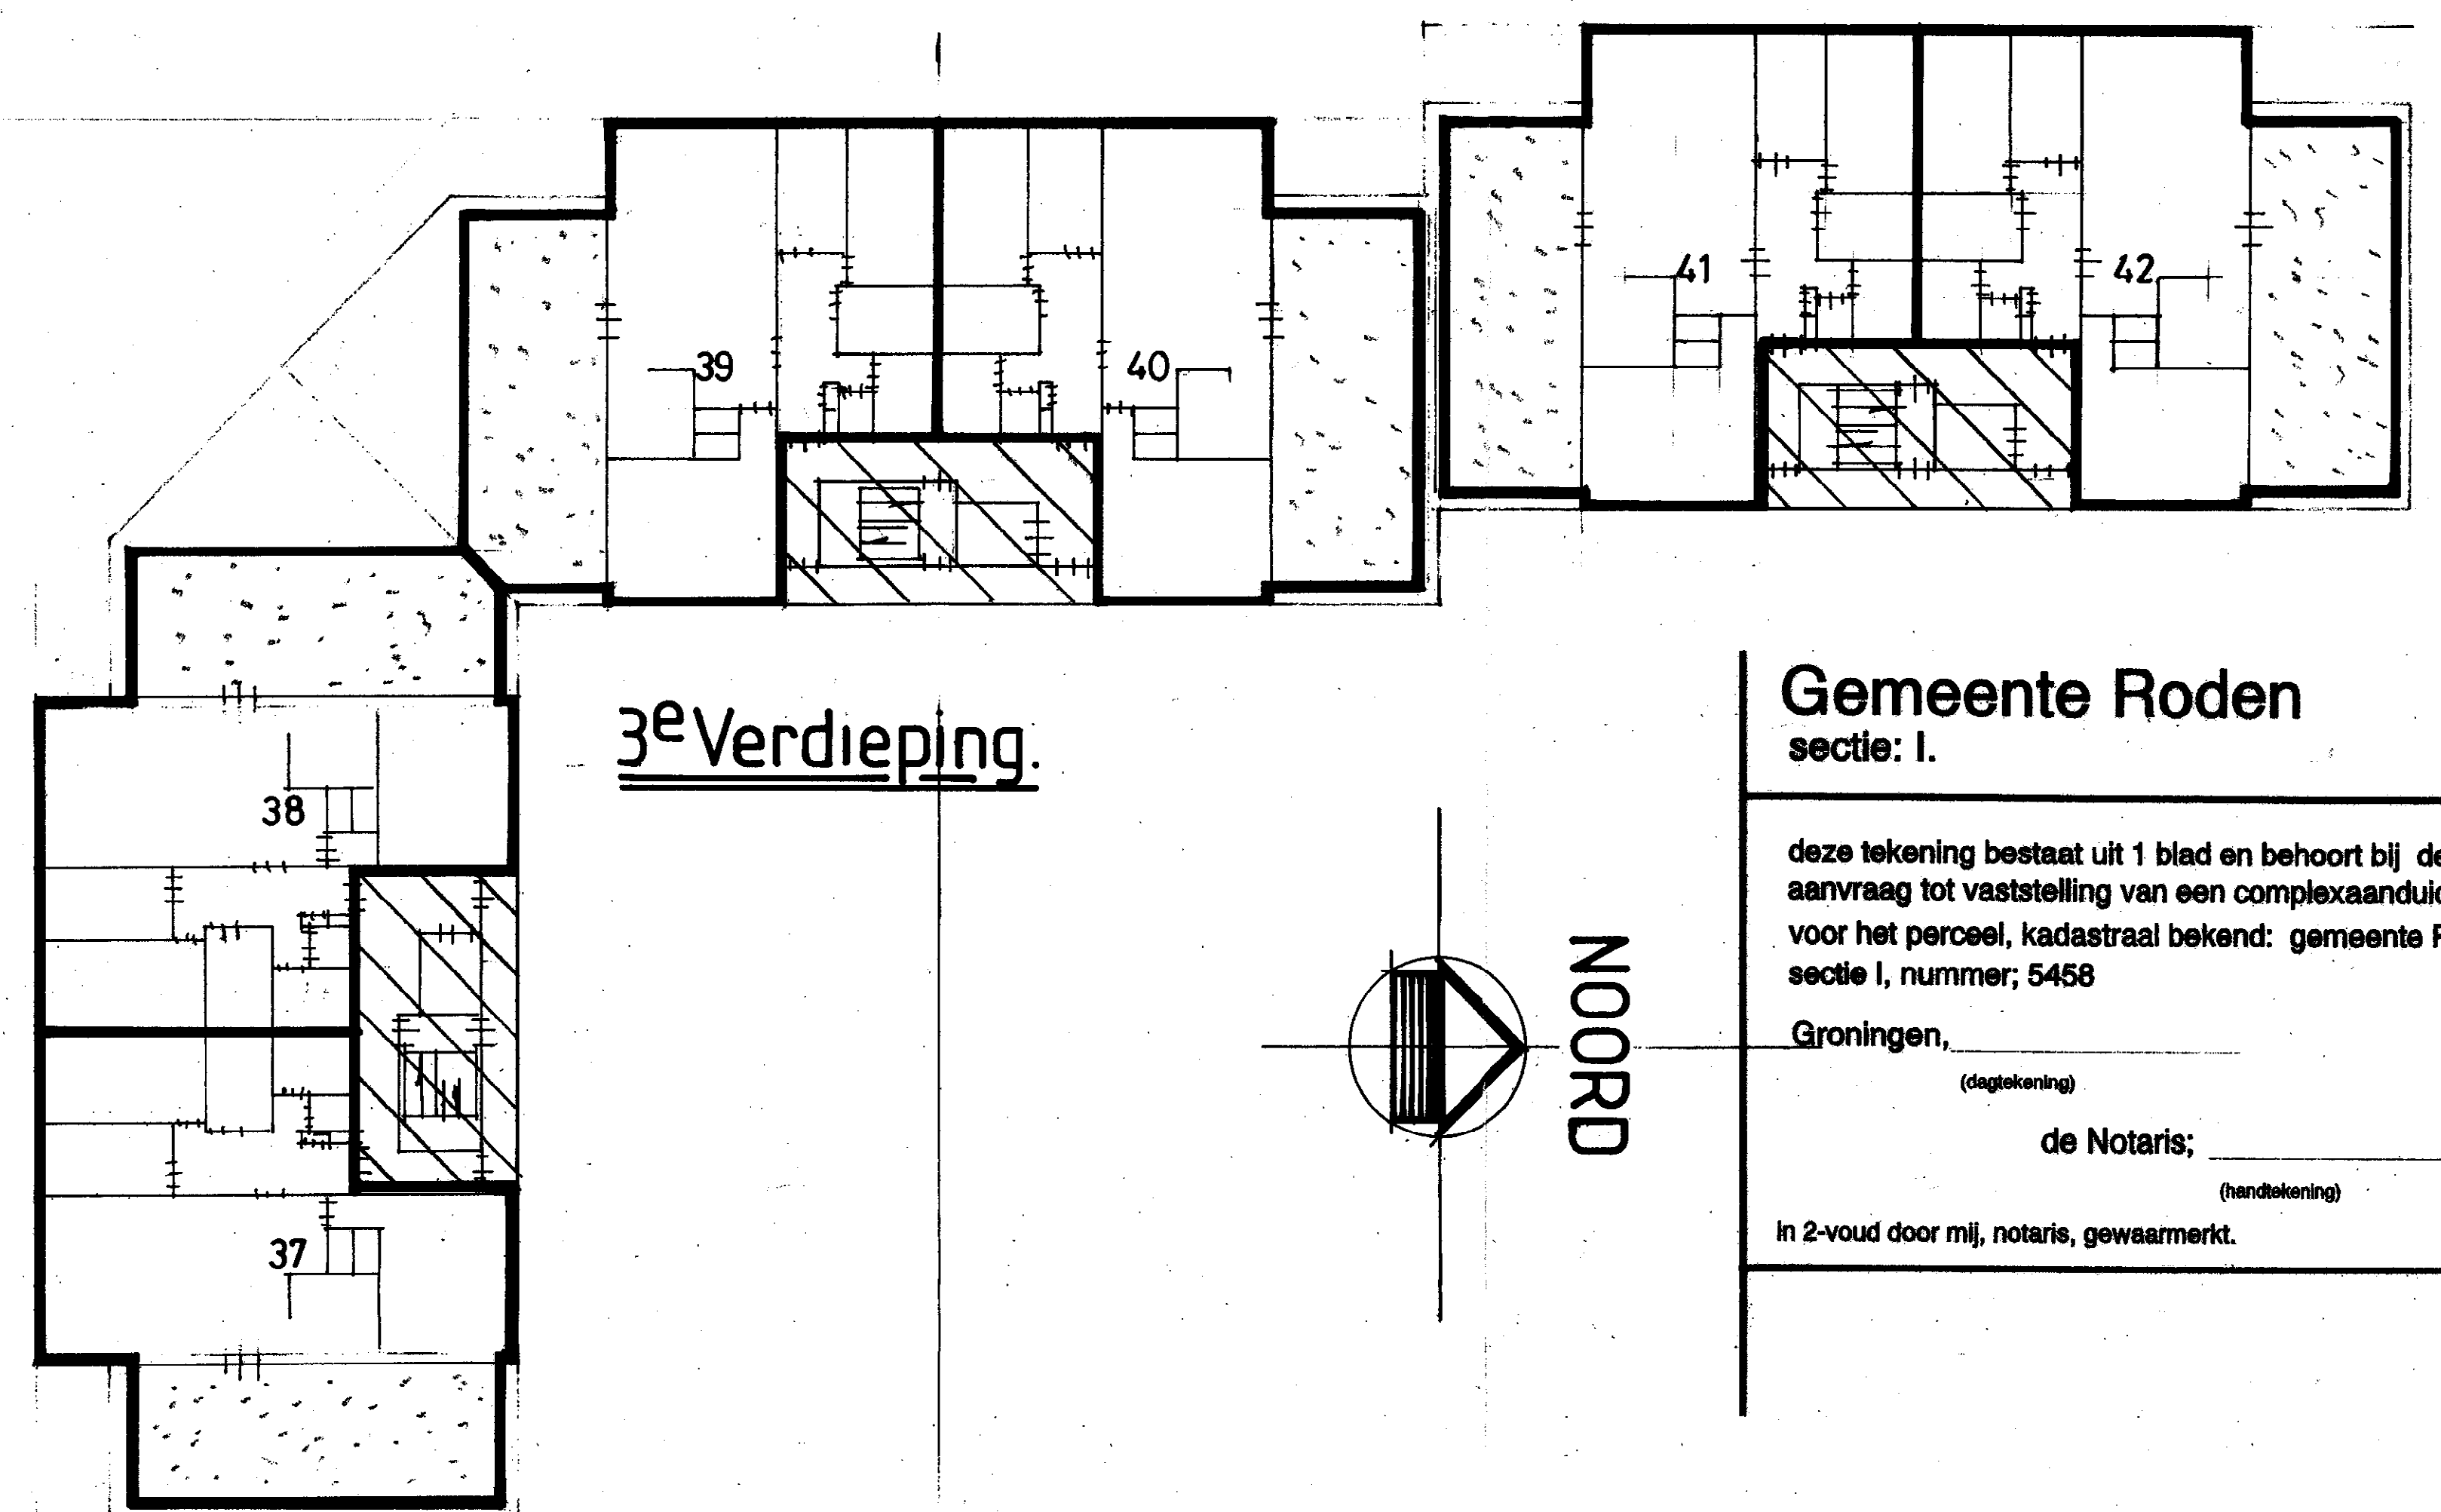 41
42
39
40
3e Verdieping.
Gemeente Roden
sectie: I.
38
deze tekening bestaat uit 1 blad en behoort bij de
aanvraag tot vaststelling van een complexaanduid
voor het perceel, kadastraal bekend: gemeente R
sectie I, nummer; 5458
NOORD
Groningen,
(dagtekening)
de Notaris;
(handtekening)
In 2-voud door mij, notaris, gewaarmerkt.
37